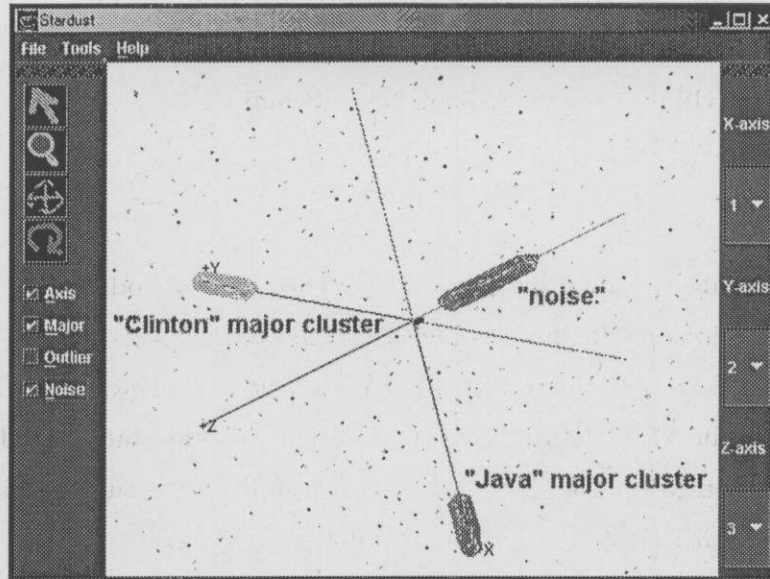 Stardust
File Tools Help
X-axis
1
Y-axis
2
Z-axis
3
Axis
Major
Outlier
Noise
+Y
"noise."
"Clinton" major cluster
+Z
"Java" major cluster
X